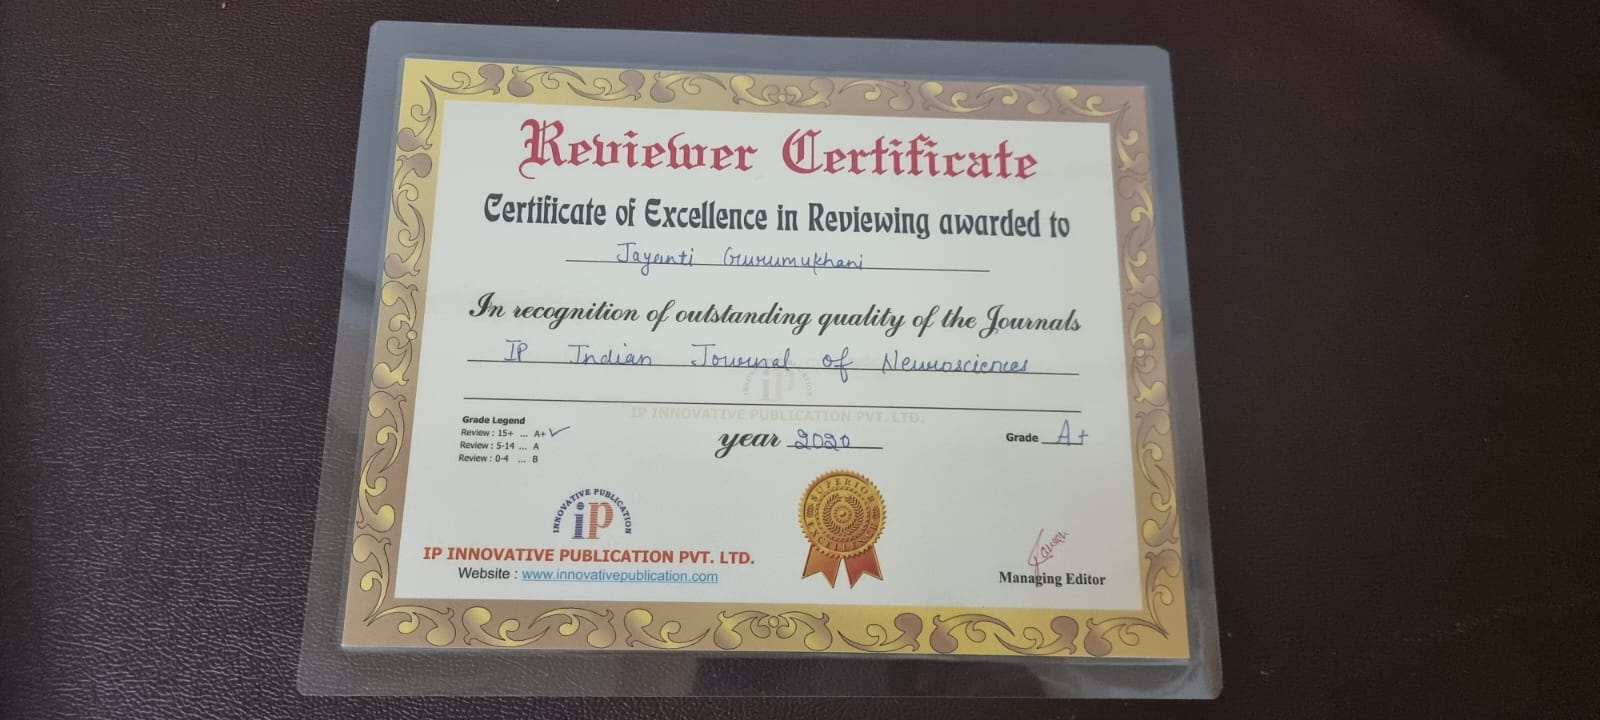 Reviewer Certificate
Certificate of Excellence in Reviewing awarded to
Jayanti Gurumukhani
In recognition of outstanding quality of the Journals
IP Indian Journal of Neurosciences
IP INNOVATIVE PUBLICATION PVT. LTD.
Grade Legend
Review : 15+ ... A+ ✓
Review : 5-14 ... A
Review : 0-4 ... B
year 2020
Grade A+
INNOVATIVE PUBLICATION
iP
IP INNOVATIVE PUBLICATION PVT. LTD.
Website : www.innovativepublication.com
SUPERIOR
EXCELLENCE
Managing Editor